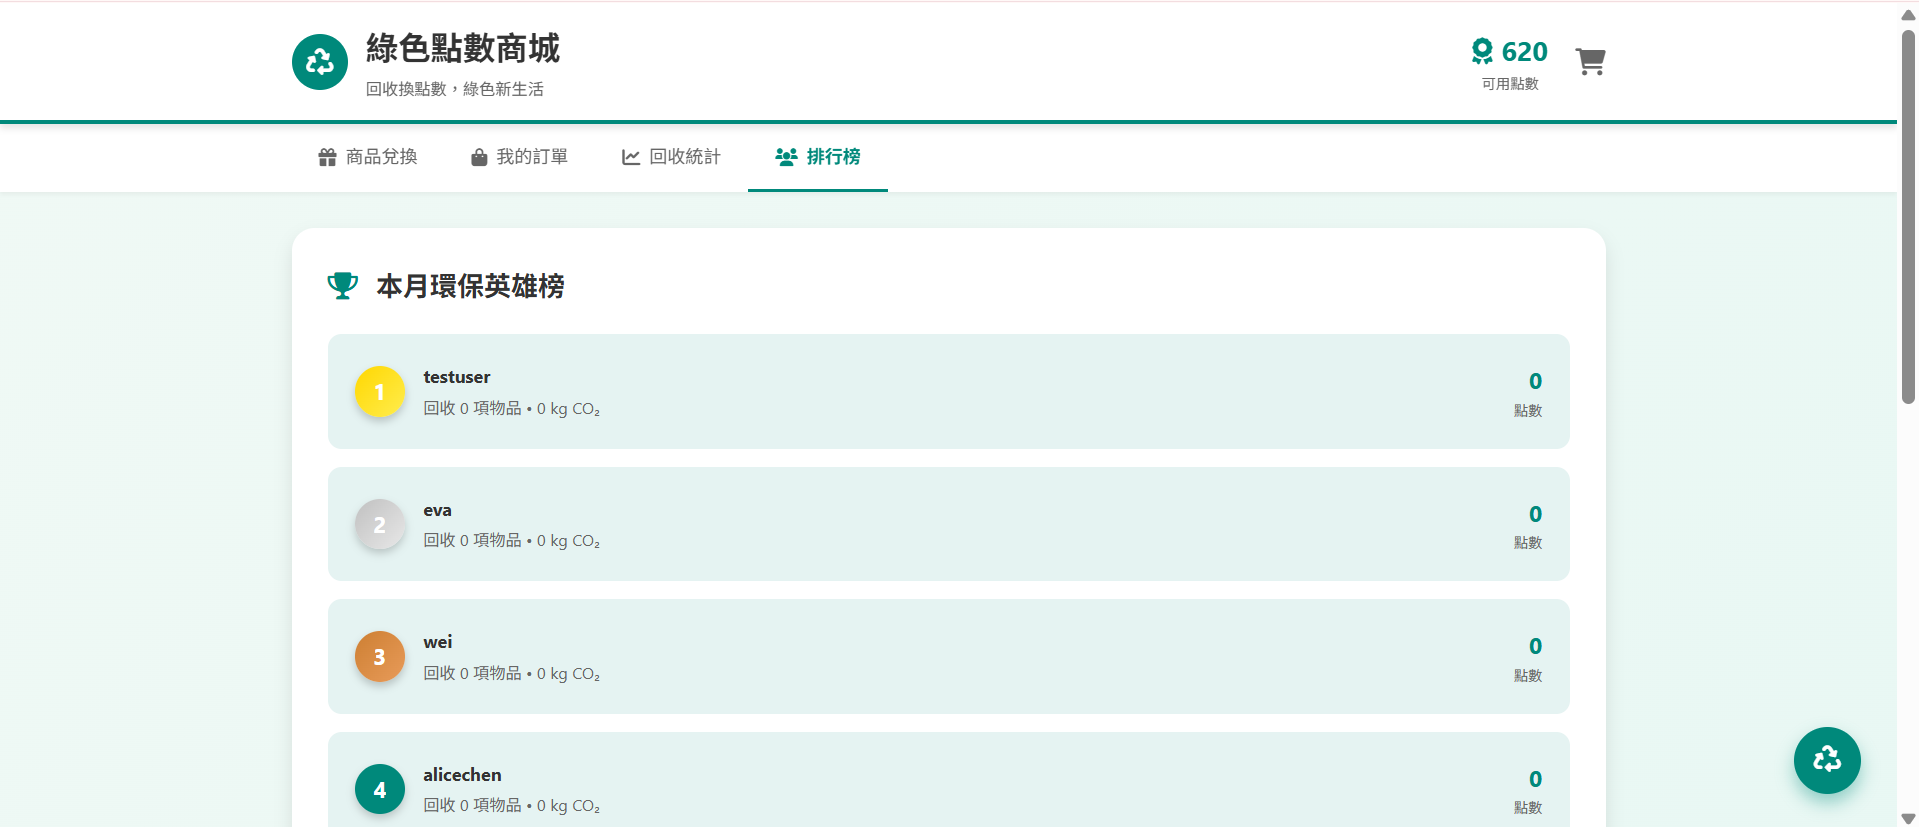 綠色點數商城
回收換點數，綠色新生活
620
可用點數
商品兌換
我的訂單
回收統計
排行榜
本月環保英雄榜
1
testuser
回收 0 項物品 • 0 kg CO₂
0
點數
2
eva
回收 0 項物品 • 0 kg CO₂
0
點數
3
wei
回收 0 項物品 • 0 kg CO₂
0
點數
4
alicechen
回收 0 項物品 • 0 kg CO₂
0
點數